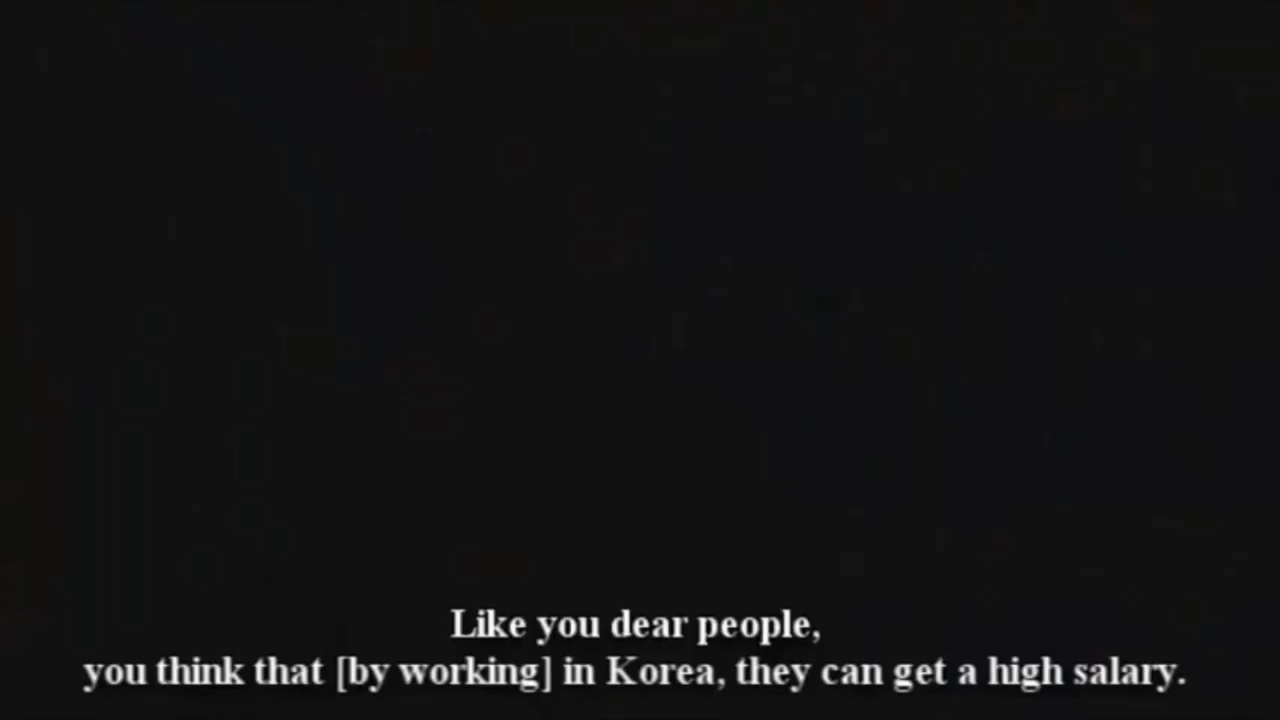 Like you dear people,
you think that [by working] in Korea, they can get a high salary.